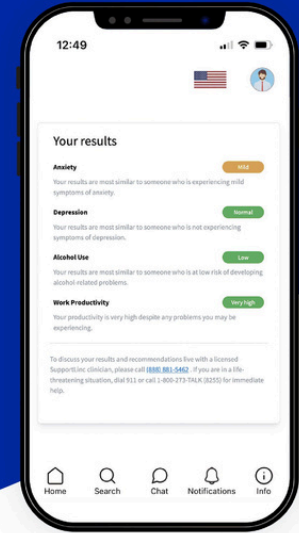 12:49
Your results
Anxiety
Mild
Your results are most similar to someone who is experiencing mild
symptoms of anxiety.
Depression
Normal
Your results are most similar to someone who is not experiencing
symptoms of depression.
Alcohol Use
Low
Your results are most similar to someone who is at low risk of developing
alcohol-related problems.
Work Productivity
Very high
Your productivity is very high despite any problems you may be
experiencing.
To discuss your results and recommendations live with a licensed
SupportLinc clinician, please call (888) 881-5462 . If you are in a life-
threatening situation, dial 911 or call 1-800-273-TALK (8255) for immediate
help.
Home
Search
Chat
Notifications
Info